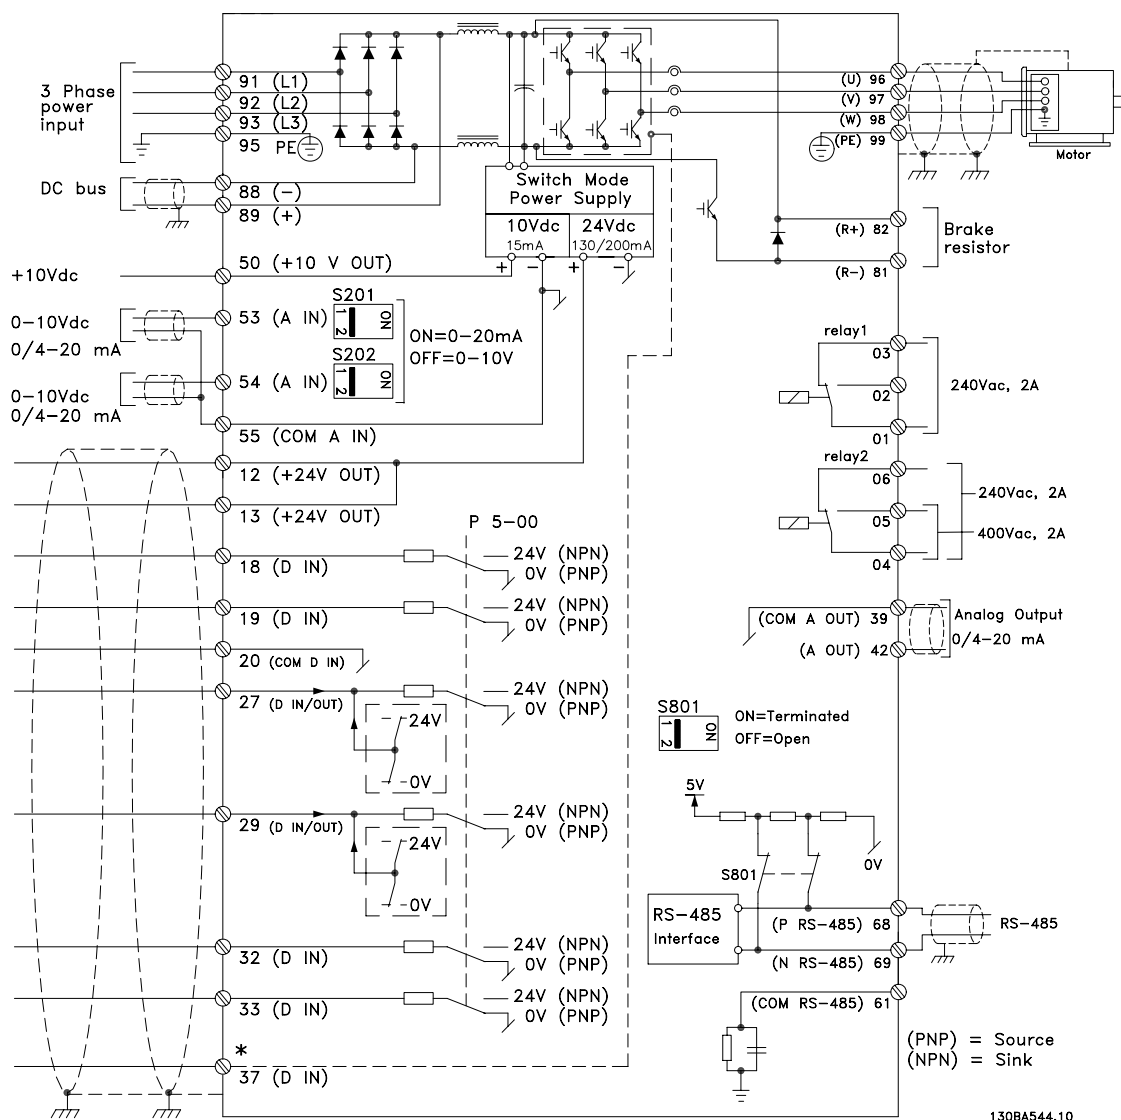 3 Phase
power
input
91 (L1)
92 (L2)
93 (L3)
95 PE
DC bus
88 (-)
89 (+)
Switch Mode
Power Supply
10Vdc
15mA
24Vdc
130/200mA
+ - + -
(U) 96
(V) 97
(W) 98
(PE) 99
Motor
(R+) 82
(R-) 81
Brake
resistor
+10Vdc
50 (+10 V OUT)
0-10Vdc
0/4-20 mA
53 (A IN)
S201
1 2
ON
S202
1 2
ON
ON=0-20mA
OFF=0-10V
0-10Vdc
0/4-20 mA
54 (A IN)
55 (COM A IN)
12 (+24V OUT)
13 (+24V OUT)
relay1
03
02
01
240Vac, 2A
relay2
06
05
04
240Vac, 2A
400Vac, 2A
P 5-00
18 (D IN)
24V (NPN)
0V (PNP)
19 (D IN)
24V (NPN)
0V (PNP)
20 (COM D IN)
27 (D IN/OUT)
24V (NPN)
0V (PNP)
24V
0V
29 (D IN/OUT)
24V (NPN)
0V (PNP)
24V
0V
32 (D IN)
24V (NPN)
0V (PNP)
33 (D IN)
24V (NPN)
0V (PNP)
*
37 (D IN)
(COM A OUT) 39
(A OUT) 42
Analog Output
0/4-20 mA
S801
1 2
ON
ON=Terminated
OFF=Open
5V
0V
S801
RS-485
Interface
(P RS-485) 68
(N RS-485) 69
RS-485
(COM RS-485) 61
(PNP) = Source
(NPN) = Sink
130BA544.10